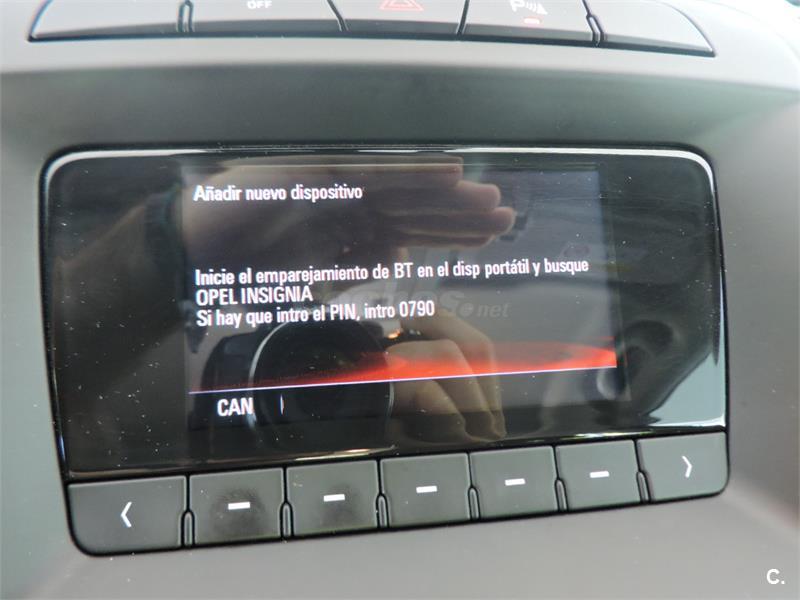 OFF
P
Añadir nuevo dispositivo
Inicie el emparejamiento de BT en el disp portátil y busque
OPEL INSIGNIA
Si hay que intro el PIN, intro 0790
CAN
C.